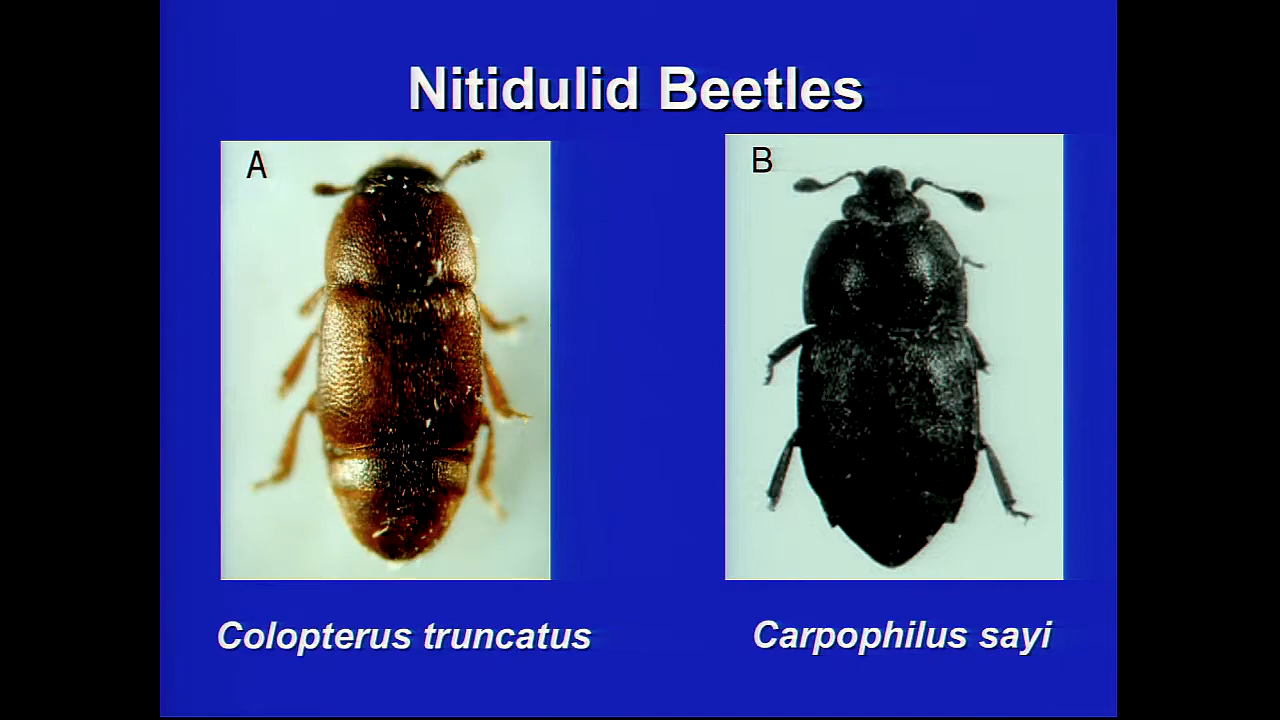 Nitidulid Beetles
A
B
Colopterus truncatus
Carpophilus sayi